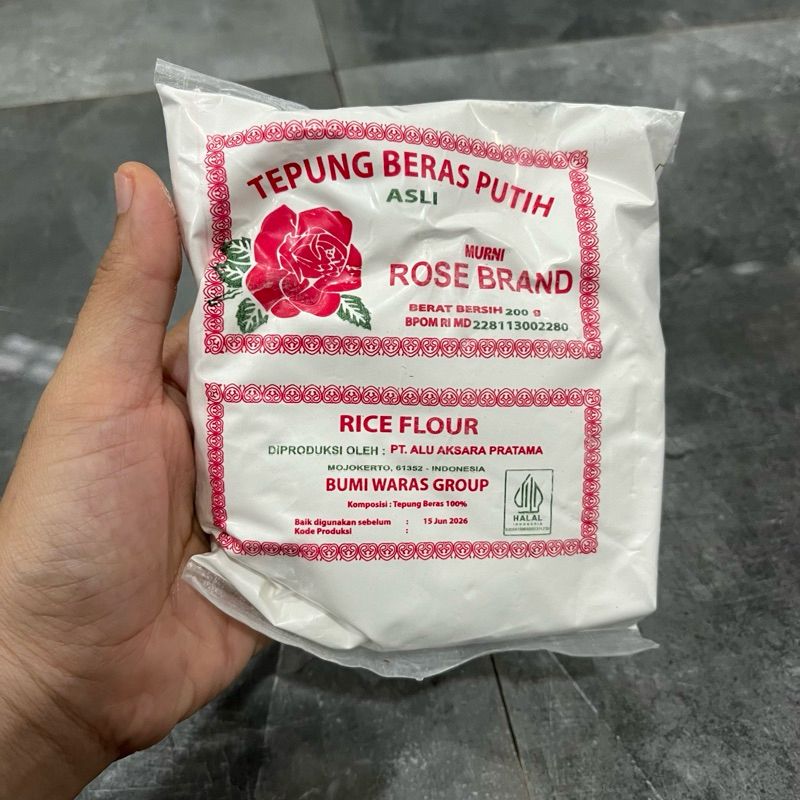 TEPUNG BERAS PUTIH
ASLI
MURNI
ROSE BRAND
BERAT BERSIH 200 g
BPOM RI MD 228113002280
RICE FLOUR
DIPRODUKSI OLEH : PT. ALU AKSARA PRATAMA
MOJOKERTO, 61352 - INDONESIA
BUMI WARAS GROUP
Komposisi : Tepung Beras 100%
Baik digunakan sebelum : 15 Jun 2026
Kode Produksi :
HALAL
INDONESIA